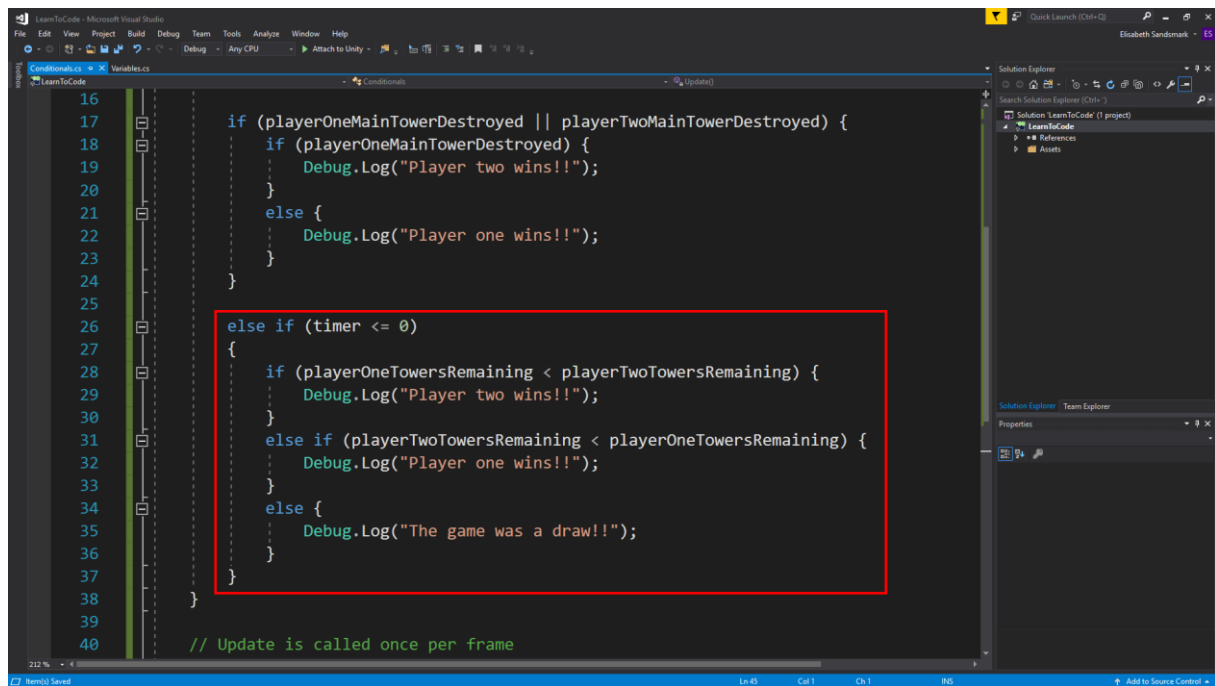 LearnToCode - Microsoft Visual Studio
Quick Launch (Ctrl+Q)
File Edit View Project Build Debug Team Tools Analyze Window Help
Elisabeth Sandsmark ES
Debug Any CPU Attach to Unity
Toolbox
Conditionals.cs Variables.cs
LearnToCode Conditionals Update()
16
17 if (playerOneMainTowerDestroyed || playerTwoMainTowerDestroyed) {
18 if (playerOneMainTowerDestroyed) {
19 Debug.Log("Player two wins!!");
20 }
21 else {
22 Debug.Log("Player one wins!!");
23 }
24 }
25
26 else if (timer <= 0)
27 {
28 if (playerOneTowersRemaining < playerTwoTowersRemaining) {
29 Debug.Log("Player two wins!!");
30 }
31 else if (playerTwoTowersRemaining < playerOneTowersRemaining) {
32 Debug.Log("Player one wins!!");
33 }
34 else {
35 Debug.Log("The game was a draw!!");
36 }
37 }
38 }
39
40 // Update is called once per frame
212 %
Solution Explorer
Search Solution Explorer (Ctrl+')
Solution 'LearnToCode' (1 project)
LearnToCode
References
Assets
Solution Explorer Team Explorer
Properties
Item(s) Saved Ln 45 Col 1 Ch 1 INS Add to Source Control